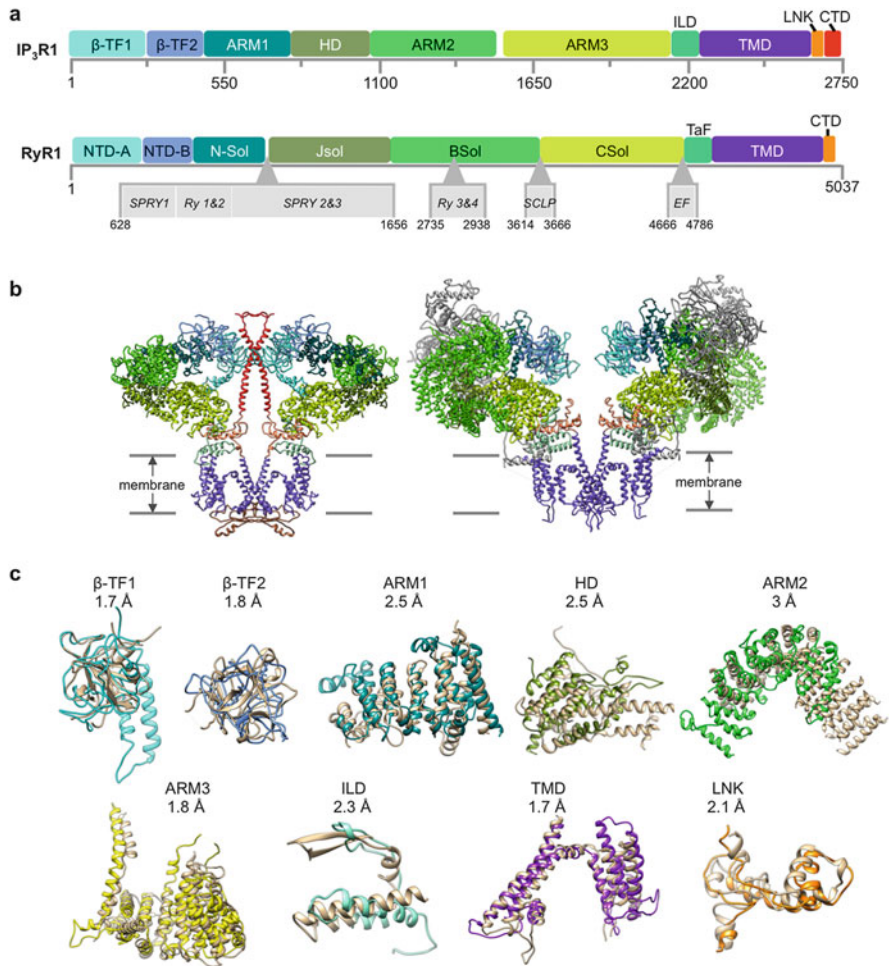 a
ILD LNK CTD
IP₃R1 β-TF1 β-TF2 ARM1 HD ARM2 ARM3 TMD
1 550 1100 1650 2200 2750
TaF CTD
RyR1 NTD-A NTD-B N-Sol Jsol BSol CSol TMD
1 5037
SPRY1 Ry 1&2 SPRY 2&3 Ry 3&4 SCLP EF
628 1656 2735 2938 3614 3666 4666 4786
b
membrane membrane
c
β-TF1 β-TF2 ARM1 HD ARM2
1.7 Å 1.8 Å 2.5 Å 2.5 Å 3 Å
ARM3 ILD TMD LNK
1.8 Å 2.3 Å 1.7 Å 2.1 Å